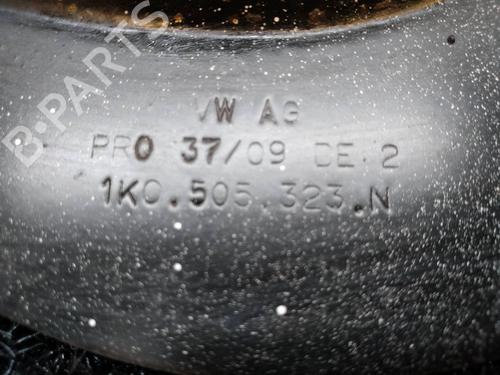 B-PARTS
VW AG
PRO 37/09 DE 2
1K0.505.323.N